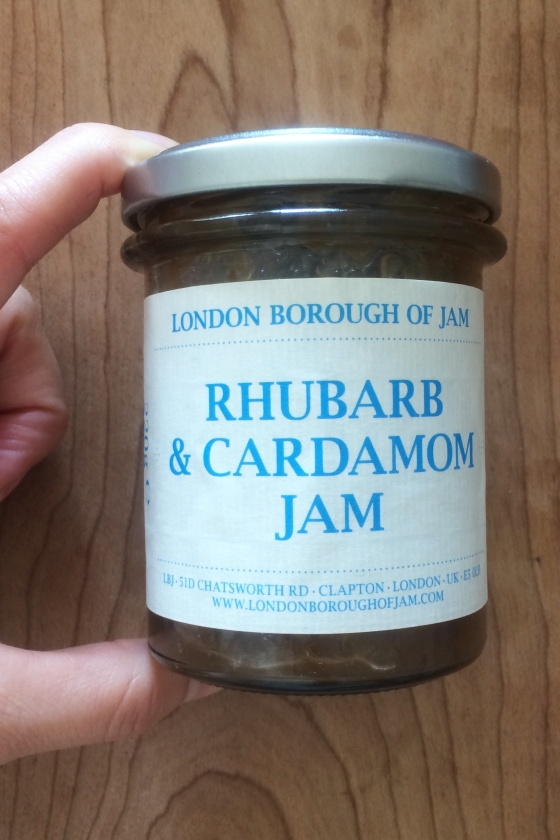 LONDON BOROUGH OF JAM
RHUBARB
& CARDAMOM
JAM
LBJ · 51D CHATSWORTH RD · CLAPTON · LONDON · UK · E5 0LH
WWW.LONDONBOROUGHOFJAM.COM